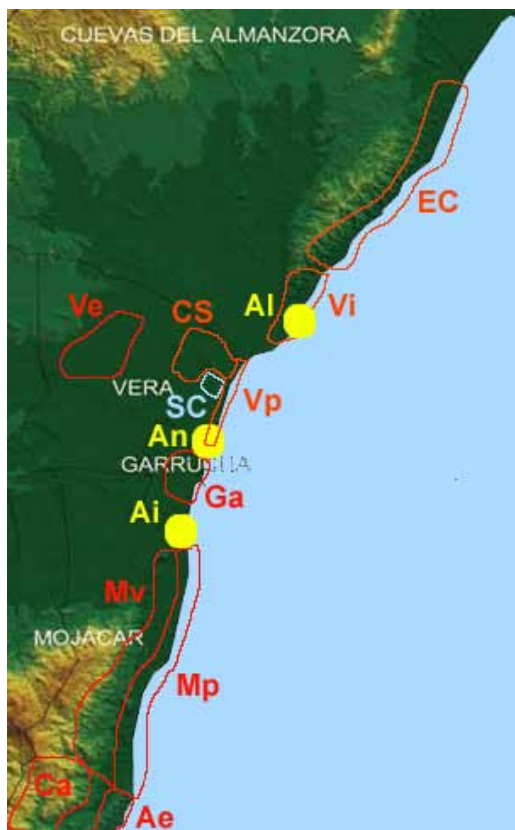 CUEVAS DEL ALMANZORA
EC
Ve
CS
Al
Vi
VERA
SC
Vp
An
GARRUCHA
Ga
Ai
Mv
MOJACAR
Mp
Ca
Ae